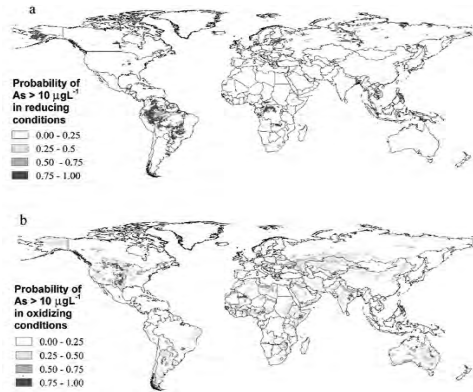 a
Probability of
As > 10 µgL⁻¹
in reducing
conditions
0.00 - 0.25
0.25 - 0.5
0.50 - 0.75
0.75 - 1.00
b
Probability of
As > 10 µgL⁻¹
in oxidizing
conditions
0.00 - 0.25
0.25 - 0.50
0.50 - 0.75
0.75 - 1.00